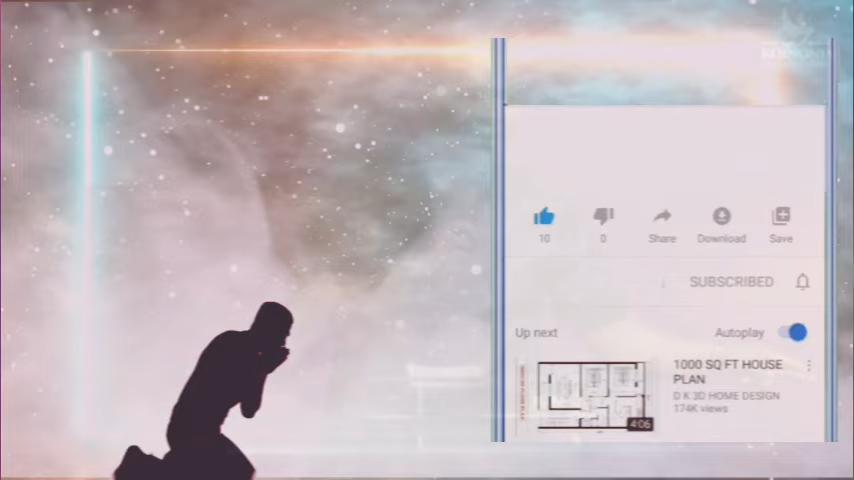 10
0
Share
Download
Save
SUBSCRIBED
Up next
Autoplay
1000 SQ FT HOUSE
PLAN
D K 3D HOME DESIGN
174K views
4:06